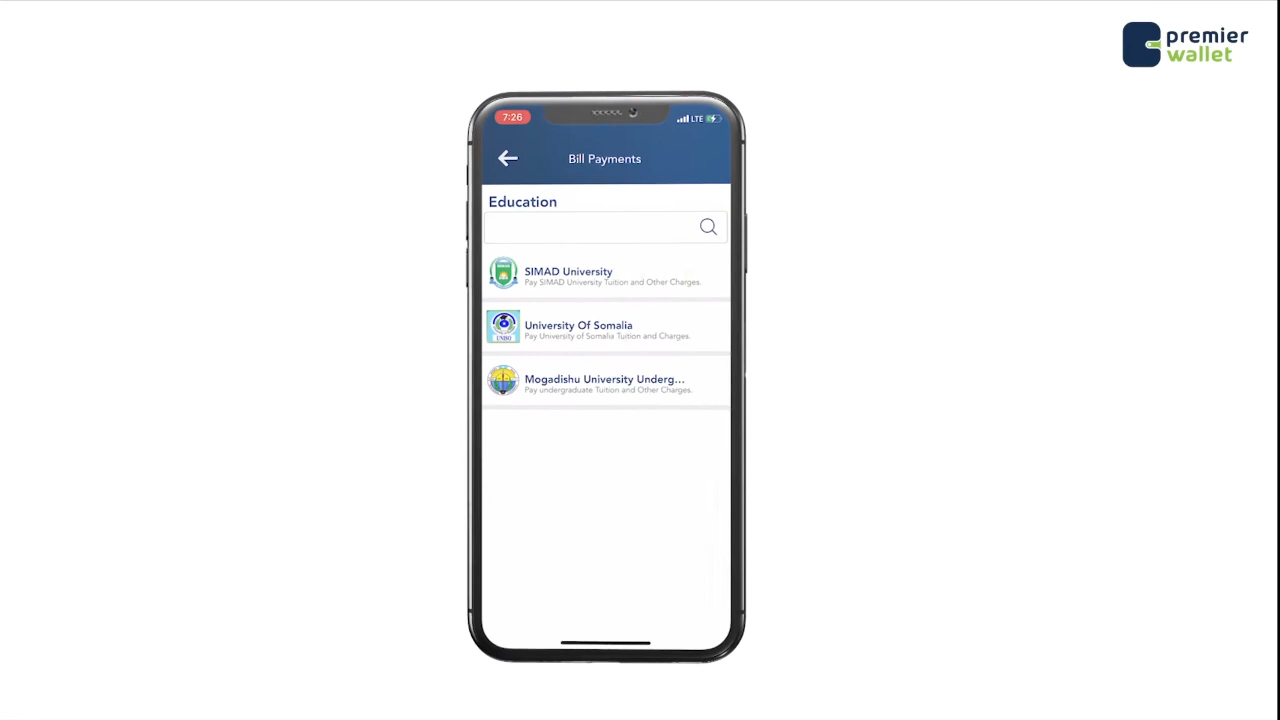 premier
wallet
7:26
LTE
Bill Payments
Education
SIMAD University
Pay SIMAD University Tuition and Other Charges.
University Of Somalia
Pay University of Somalia Tuition and Charges.
UNISO
Mogadishu University Underg...
Pay undergraduate Tuition and Other Charges.